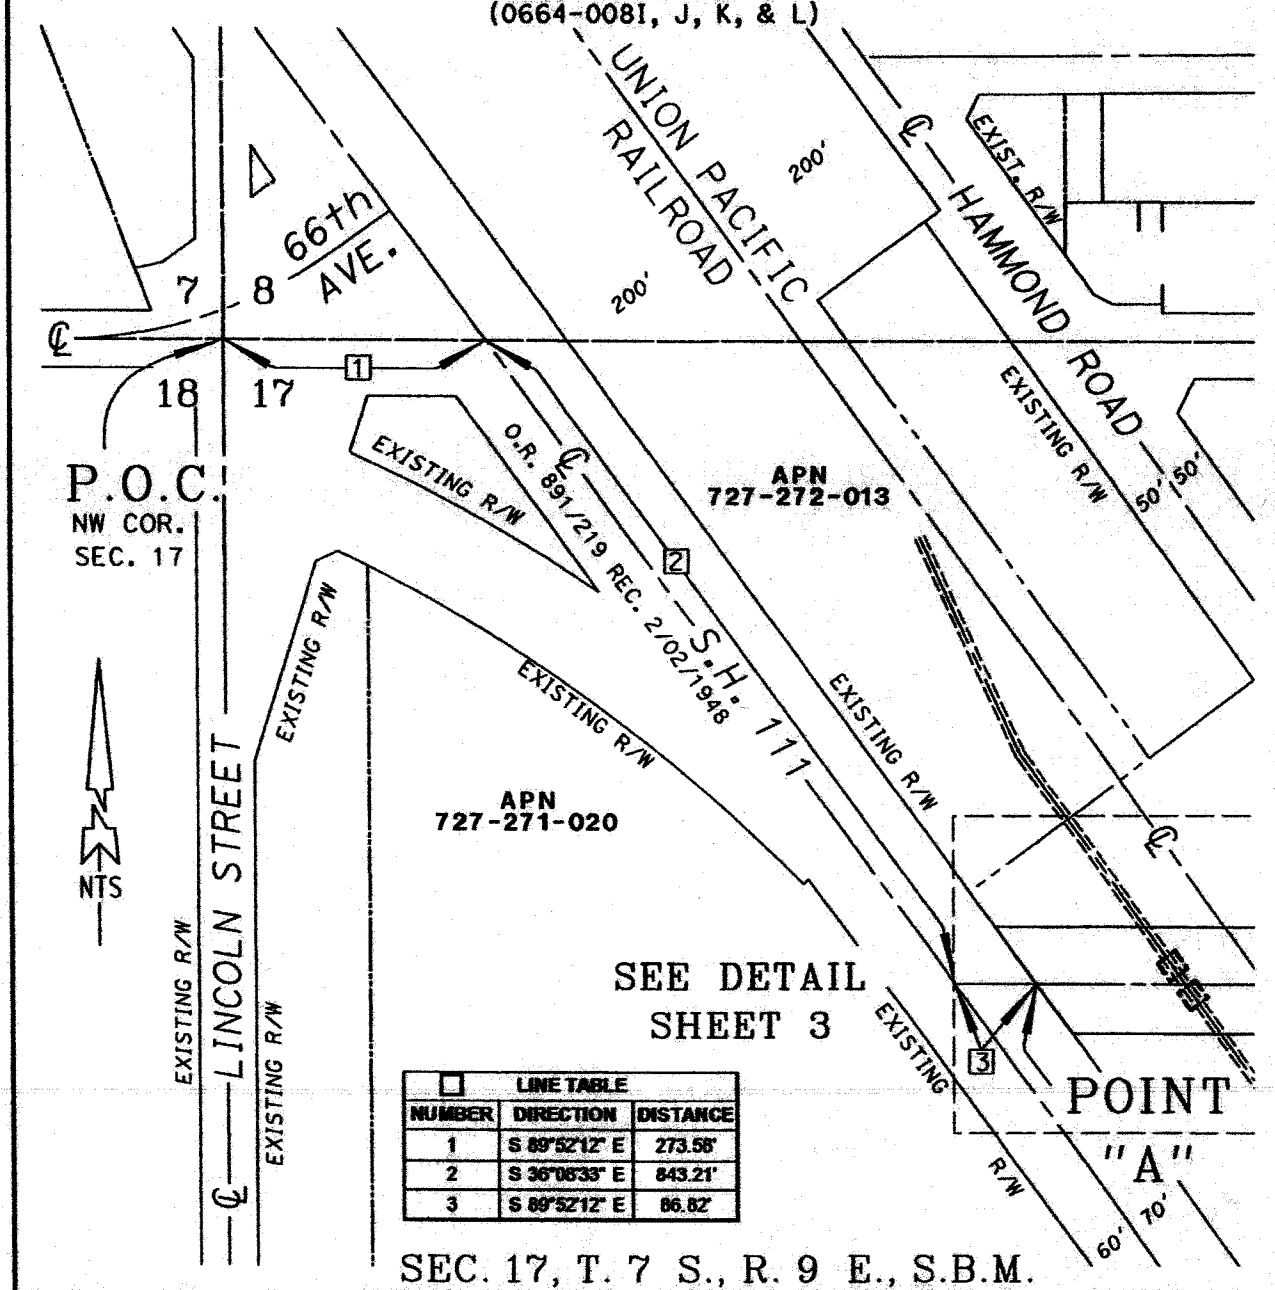 (0664-008I, J, K, & L)
UNION PACIFIC
RAILROAD
200'
200'
℄
EXIST. R/W
HAMMOND ROAD
66th
AVE.
7
8
℄
1
18
17
EXISTING R/W
50'
50'
P.O.C.
NW COR.
SEC. 17
EXISTING R/W
℄
O.R. 891/219 REC. 2/02/1948
APN
727-272-013
2
S.H. 111
EXISTING R/W
EXISTING R/W
EXISTING R/W
APN
727-271-020
NTS
LINCOLN STREET
℄
EXISTING R/W
EXISTING R/W
℄
SEE DETAIL
SHEET 3
EXISTING
R/W
3
POINT
"A"
60'
70'
LINE TABLE
NUMBER DIRECTION DISTANCE
1 S 89°52'12" E 273.58'
2 S 36°08'33" E 843.21'
3 S 89°52'12" E 86.82'
SEC. 17, T. 7 S., R. 9 E., S.B.M.